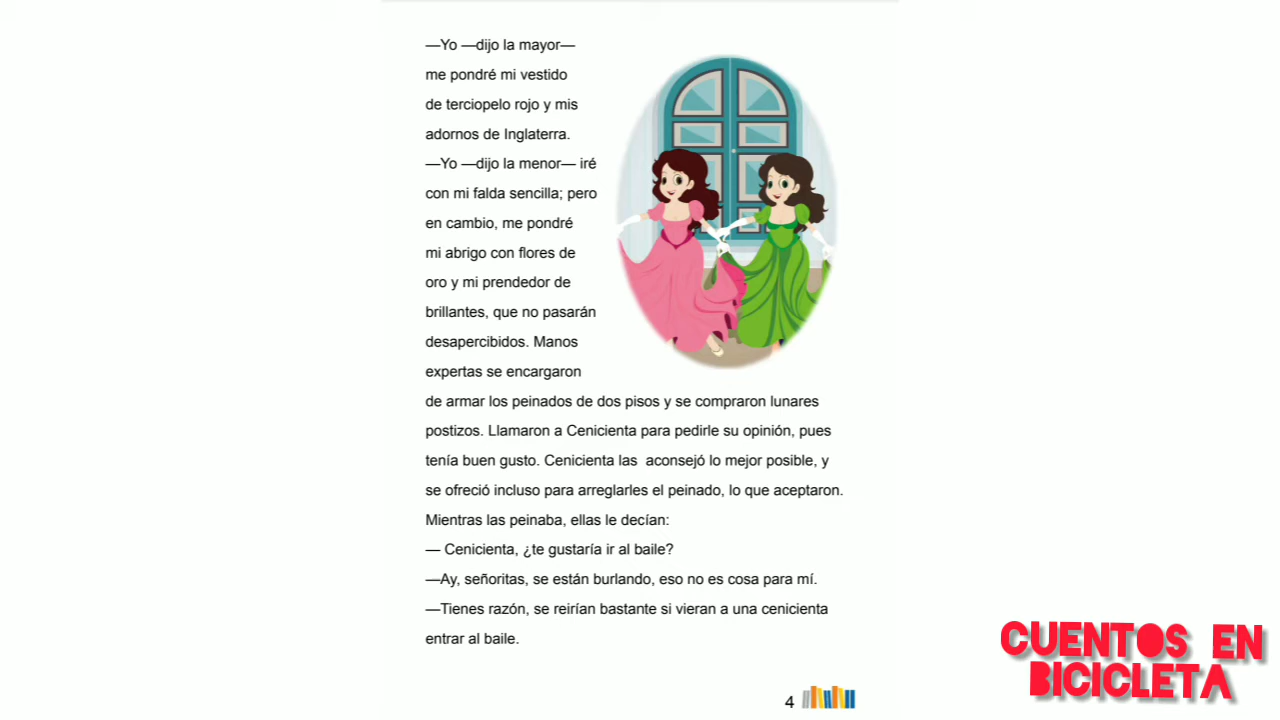 —Yo —dijo la mayor—
me pondré mi vestido
de terciopelo rojo y mis
adornos de Inglaterra.
—Yo —dijo la menor— iré
con mi falda sencilla; pero
en cambio, me pondré
mi abrigo con flores de
oro y mi prendedor de
brillantes, que no pasarán
desapercibidos. Manos
expertas se encargaron
de armar los peinados de dos pisos y se compraron lunares
postizos. Llamaron a Cenicienta para pedirle su opinión, pues
tenía buen gusto. Cenicienta las  aconsejó lo mejor posible, y
se ofreció incluso para arreglarles el peinado, lo que aceptaron.
Mientras las peinaba, ellas le decían:
— Cenicienta, ¿te gustaría ir al baile?
—Ay, señoritas, se están burlando, eso no es cosa para mí.
—Tienes razón, se reirían bastante si vieran a una cenicienta
entrar al baile.
4
CUENTOS EN
BICICLETA